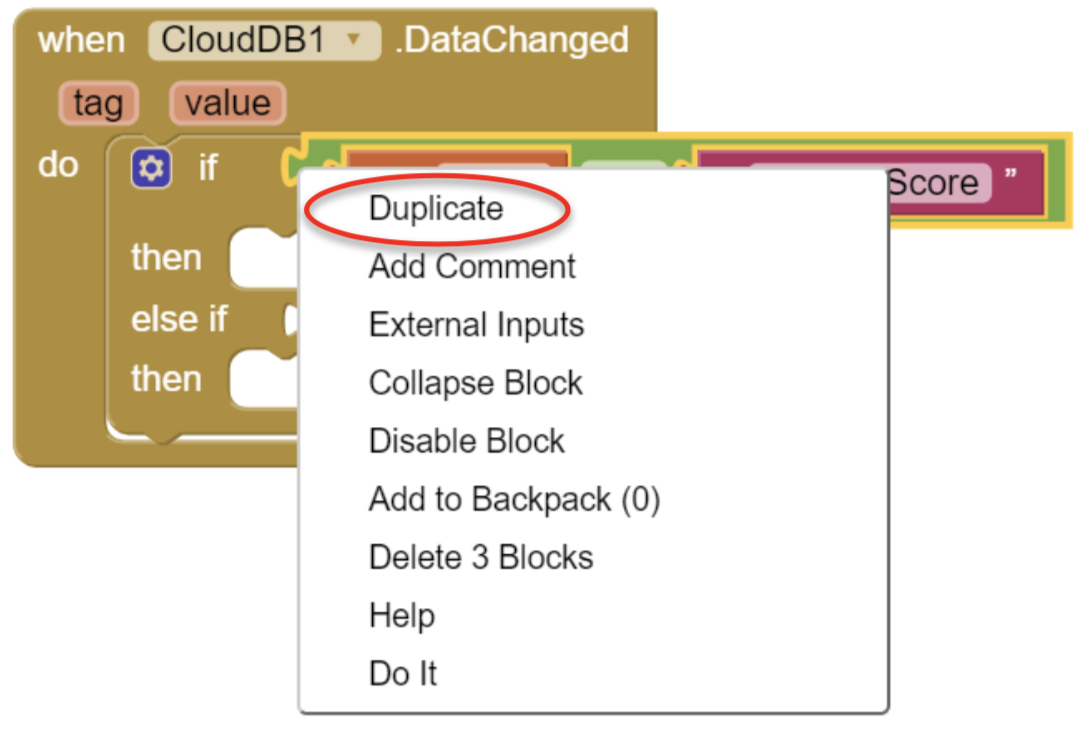 when CloudDB1 .DataChanged
tag value
do if Score ”
then
else if
then
Duplicate
Add Comment
External Inputs
Collapse Block
Disable Block
Add to Backpack (0)
Delete 3 Blocks
Help
Do It